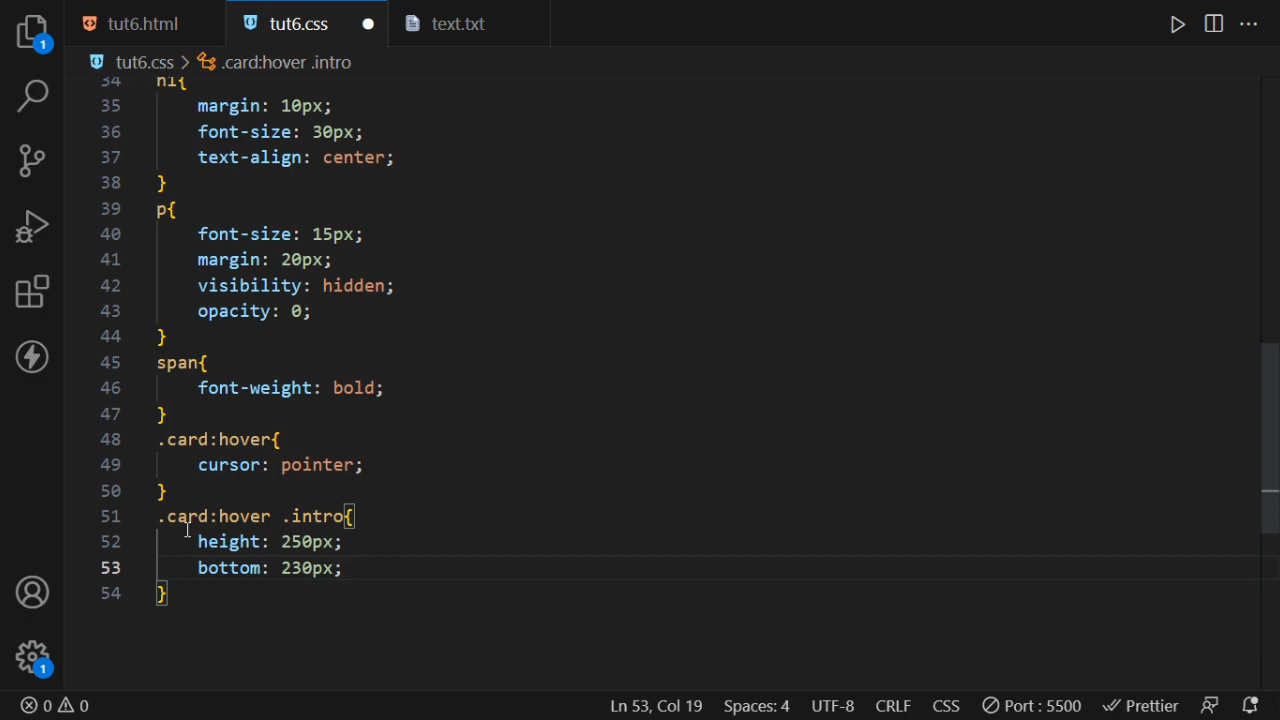 tut6.html tut6.css text.txt
tut6.css > .card:hover .intro
34 h1{
35 margin: 10px;
36 font-size: 30px;
37 text-align: center;
38 }
39 p{
40 font-size: 15px;
41 margin: 20px;
42 visibility: hidden;
43 opacity: 0;
44 }
45 span{
46 font-weight: bold;
47 }
48 .card:hover{
49 cursor: pointer;
50 }
51 .card:hover .intro{
52 height: 250px;
53 bottom: 230px;
54 }
1
1
0 0 Ln 53, Col 19 Spaces: 4 UTF-8 CRLF CSS Port : 5500 Prettier